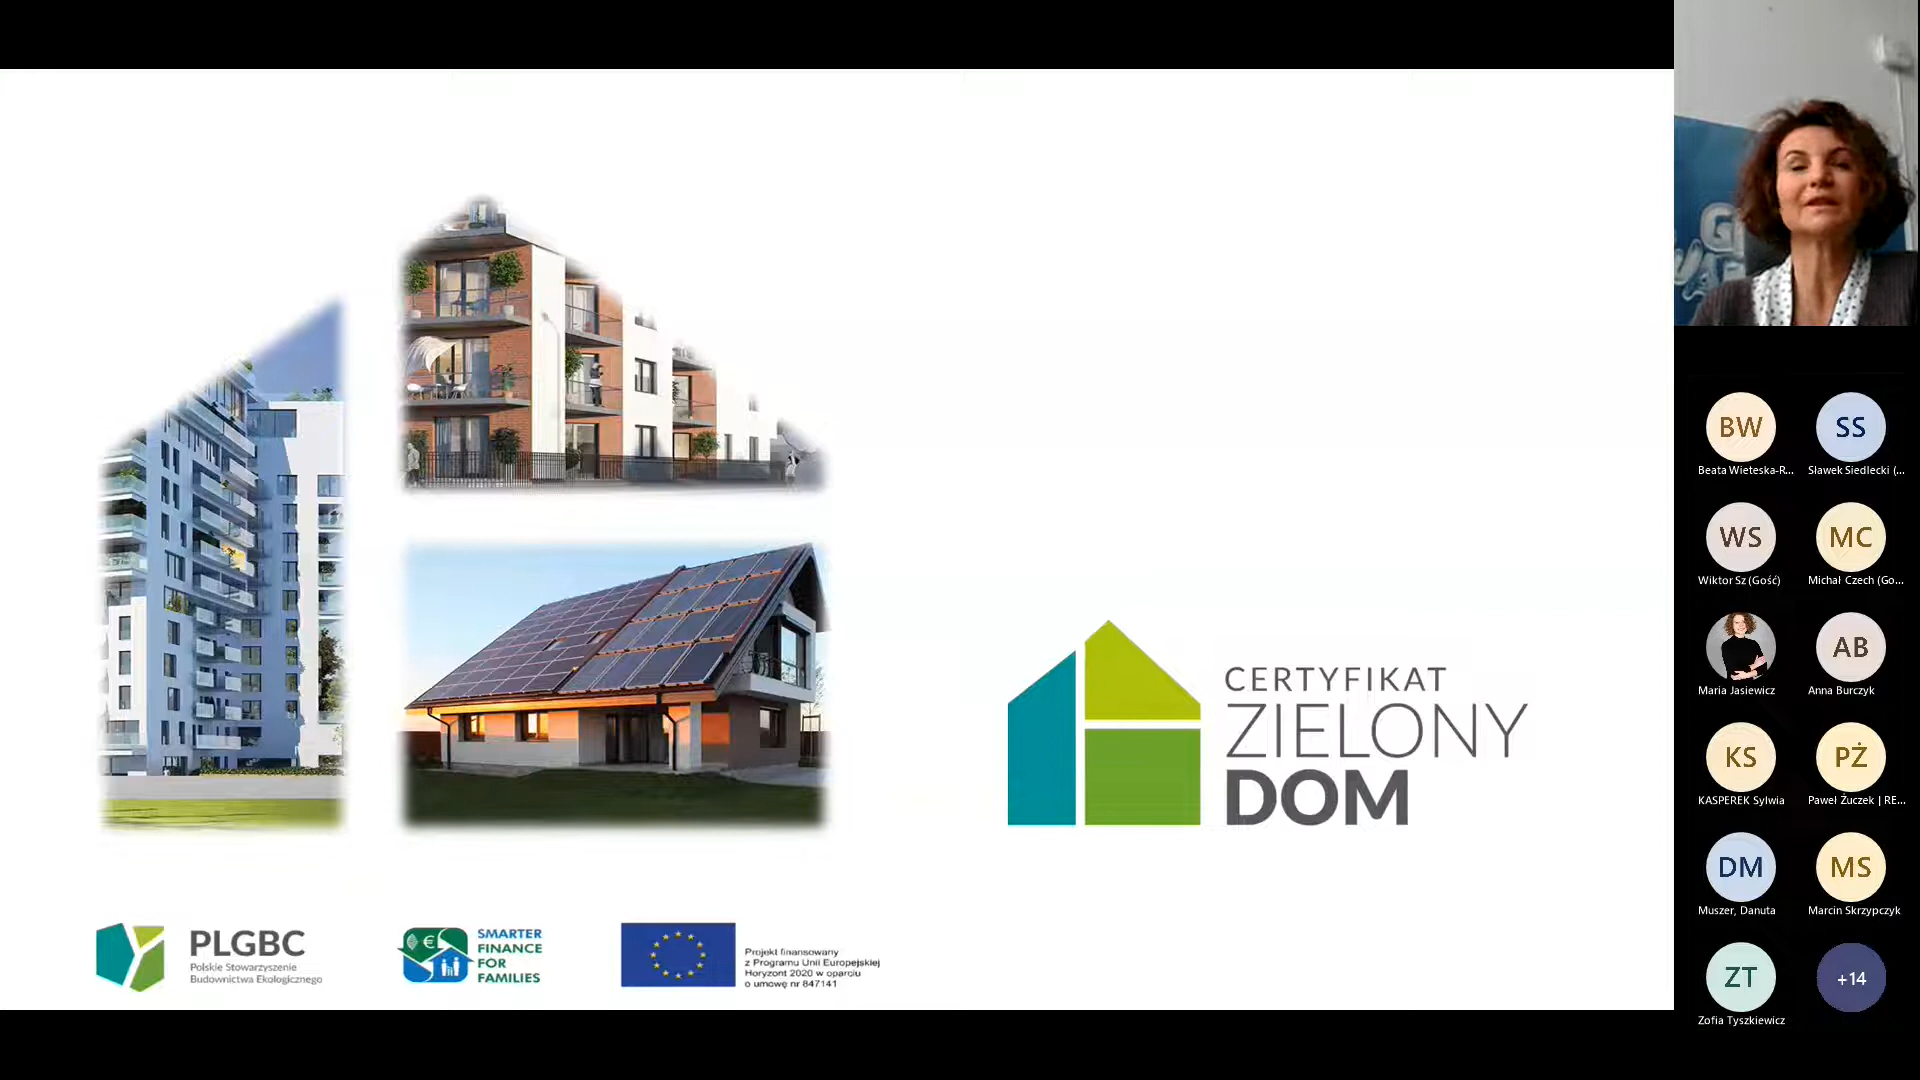 CERTYFIKAT
ZIELONY
DOM
PLGBC
Polskie Stowarzyszenie
Budownictwa Ekologicznego
SMARTER
FINANCE
FOR
FAMILIES
Projekt finansowany
z Programu Unii Europejskiej
Horyzont 2020 w oparciu
o umowę nr 847141
BW
Beata Wieteska-R...
SS
Sławek Siedlecki (...
WS
Wiktor Sz (Gość)
MC
Michał Czech (Go...
Maria Jasiewicz
AB
Anna Burczyk
KS
KASPEREK Sylwia
PŻ
Paweł Żuczek | RE...
DM
Muszer, Danuta
MS
Marcin Skrzypczyk
ZT
Zofia Tyszkiewicz
+14